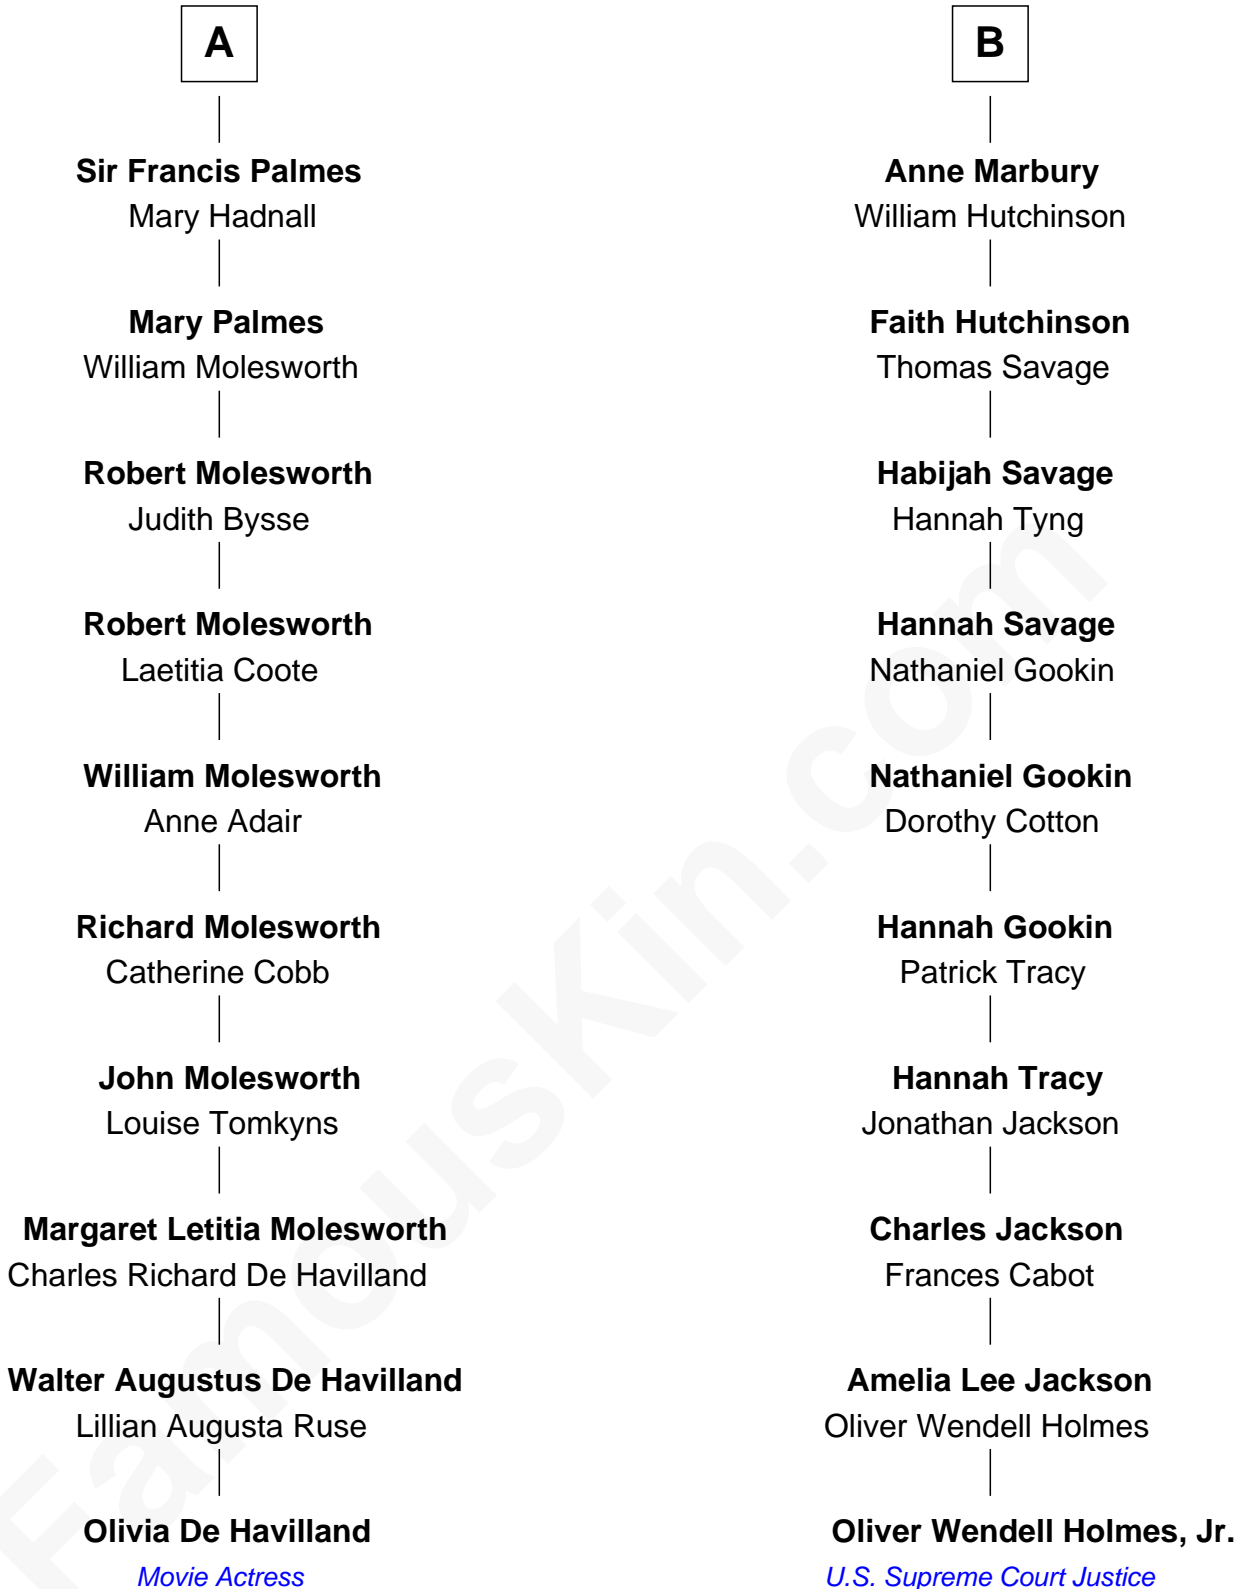 A
Sir Francis Palmes
Mary Hadnall
Mary Palmes
William Molesworth
Robert Molesworth
Judith Bysse
Robert Molesworth
Laetitia Coote
William Molesworth
Anne Adair
Richard Molesworth
Catherine Cobb
John Molesworth
Louise Tomkyns
Margaret Letitia Molesworth
Charles Richard De Havilland
Walter Augustus De Havilland
Lillian Augusta Ruse
Olivia De Havilland
Movie Actress
B
Anne Marbury
William Hutchinson
Faith Hutchinson
Thomas Savage
Habijah Savage
Hannah Tyng
Hannah Savage
Nathaniel Gookin
Nathaniel Gookin
Dorothy Cotton
Hannah Gookin
Patrick Tracy
Hannah Tracy
Jonathan Jackson
Charles Jackson
Frances Cabot
Amelia Lee Jackson
Oliver Wendell Holmes
Oliver Wendell Holmes, Jr.
U.S. Supreme Court Justice
FamousKin.com